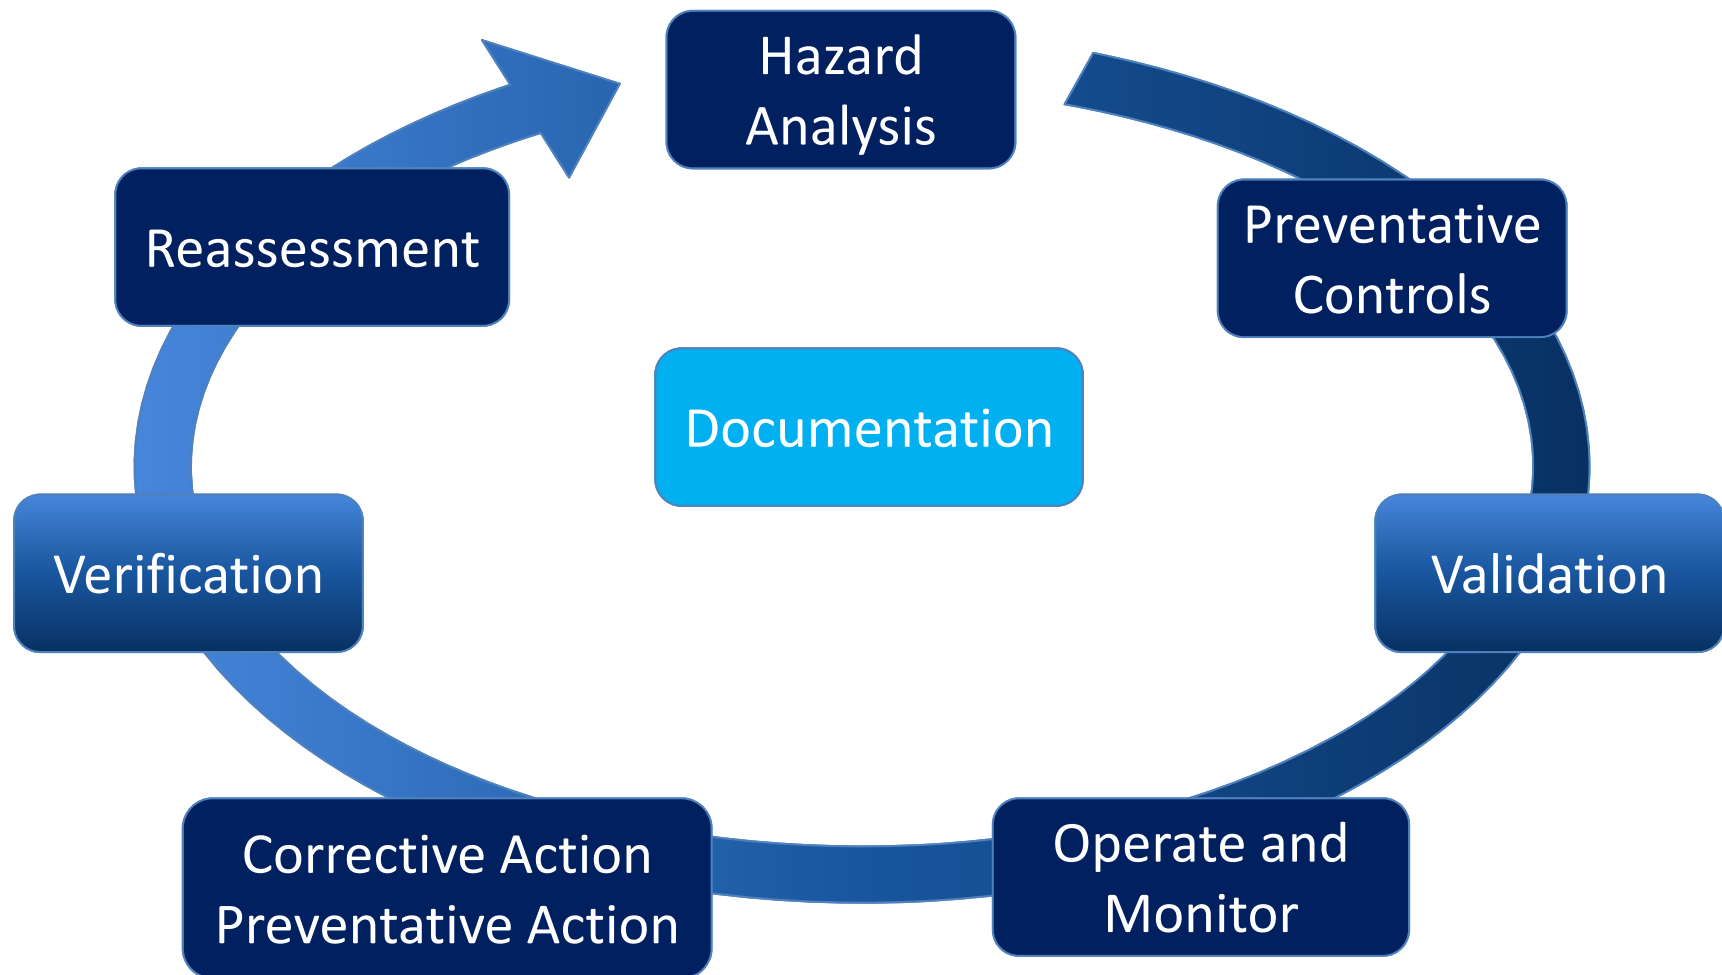 Hazard
Analysis
Preventative
Controls
Validation
Operate and
Monitor
Corrective Action
Preventative Action
Verification
Reassessment
Documentation